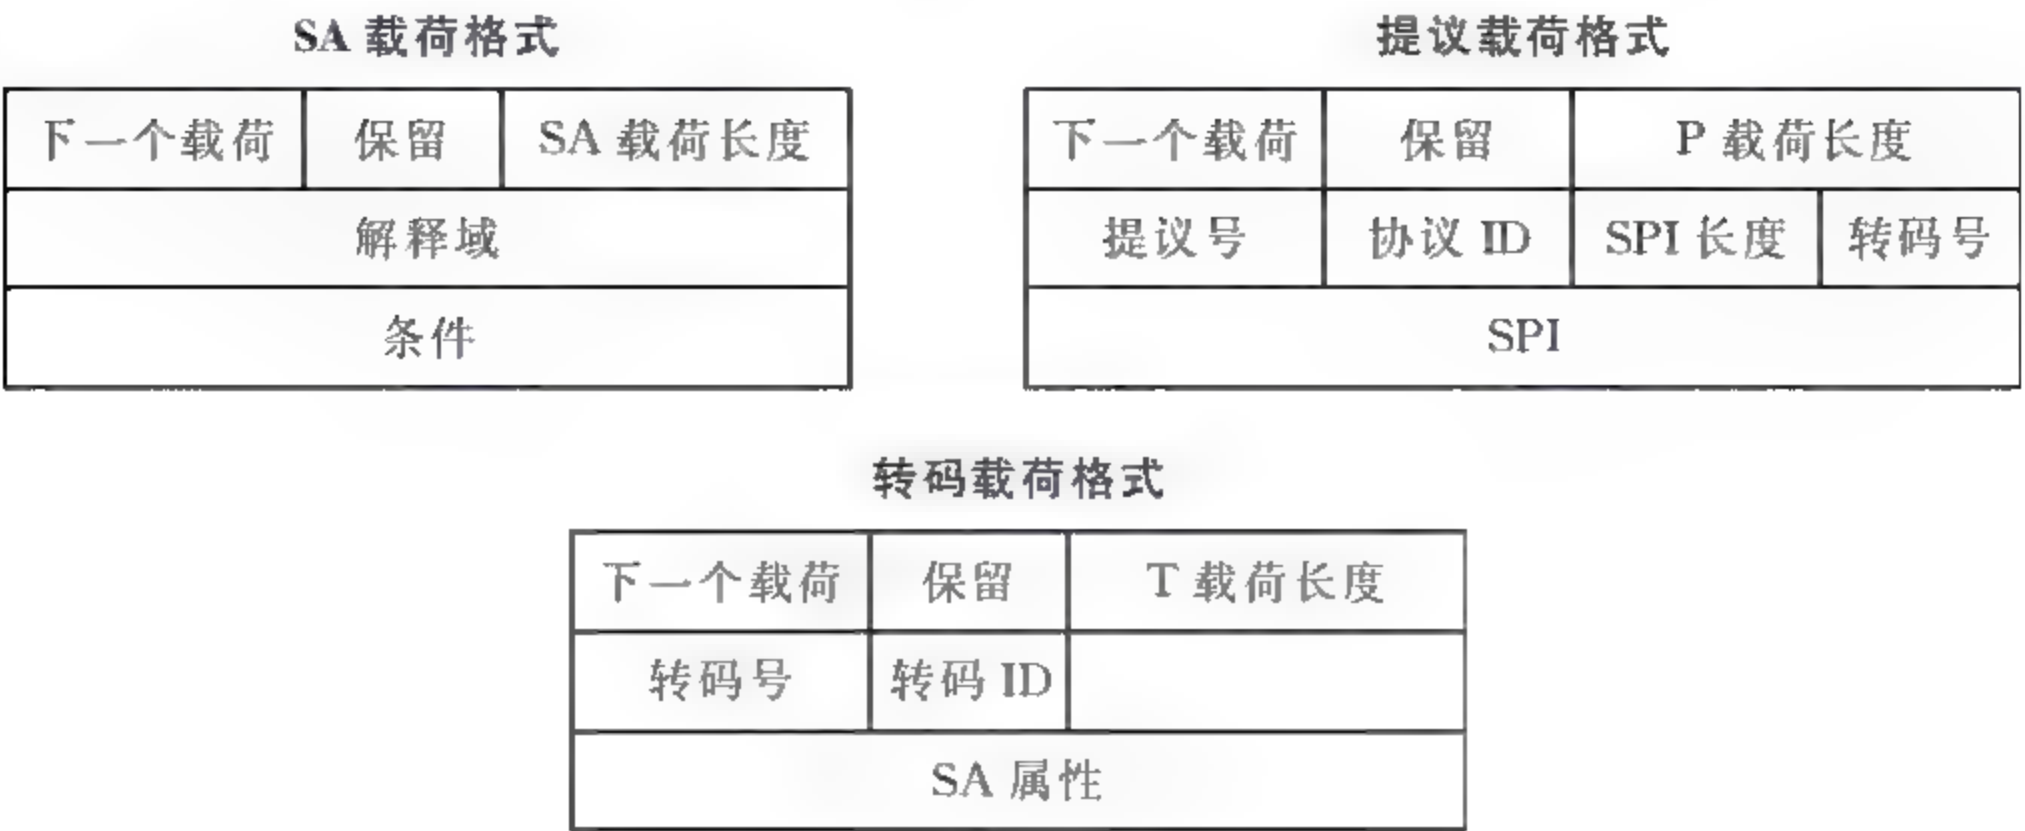 SA 载荷格式
下一个载荷 保留 SA 载荷长度
解释域
条件
提议载荷格式
下一个载荷 保留 P 载荷长度
提议号 协议 ID SPI 长度 转码号
SPI
转码载荷格式
下一个载荷 保留 T 载荷长度
转码号 转码 ID
SA 属性